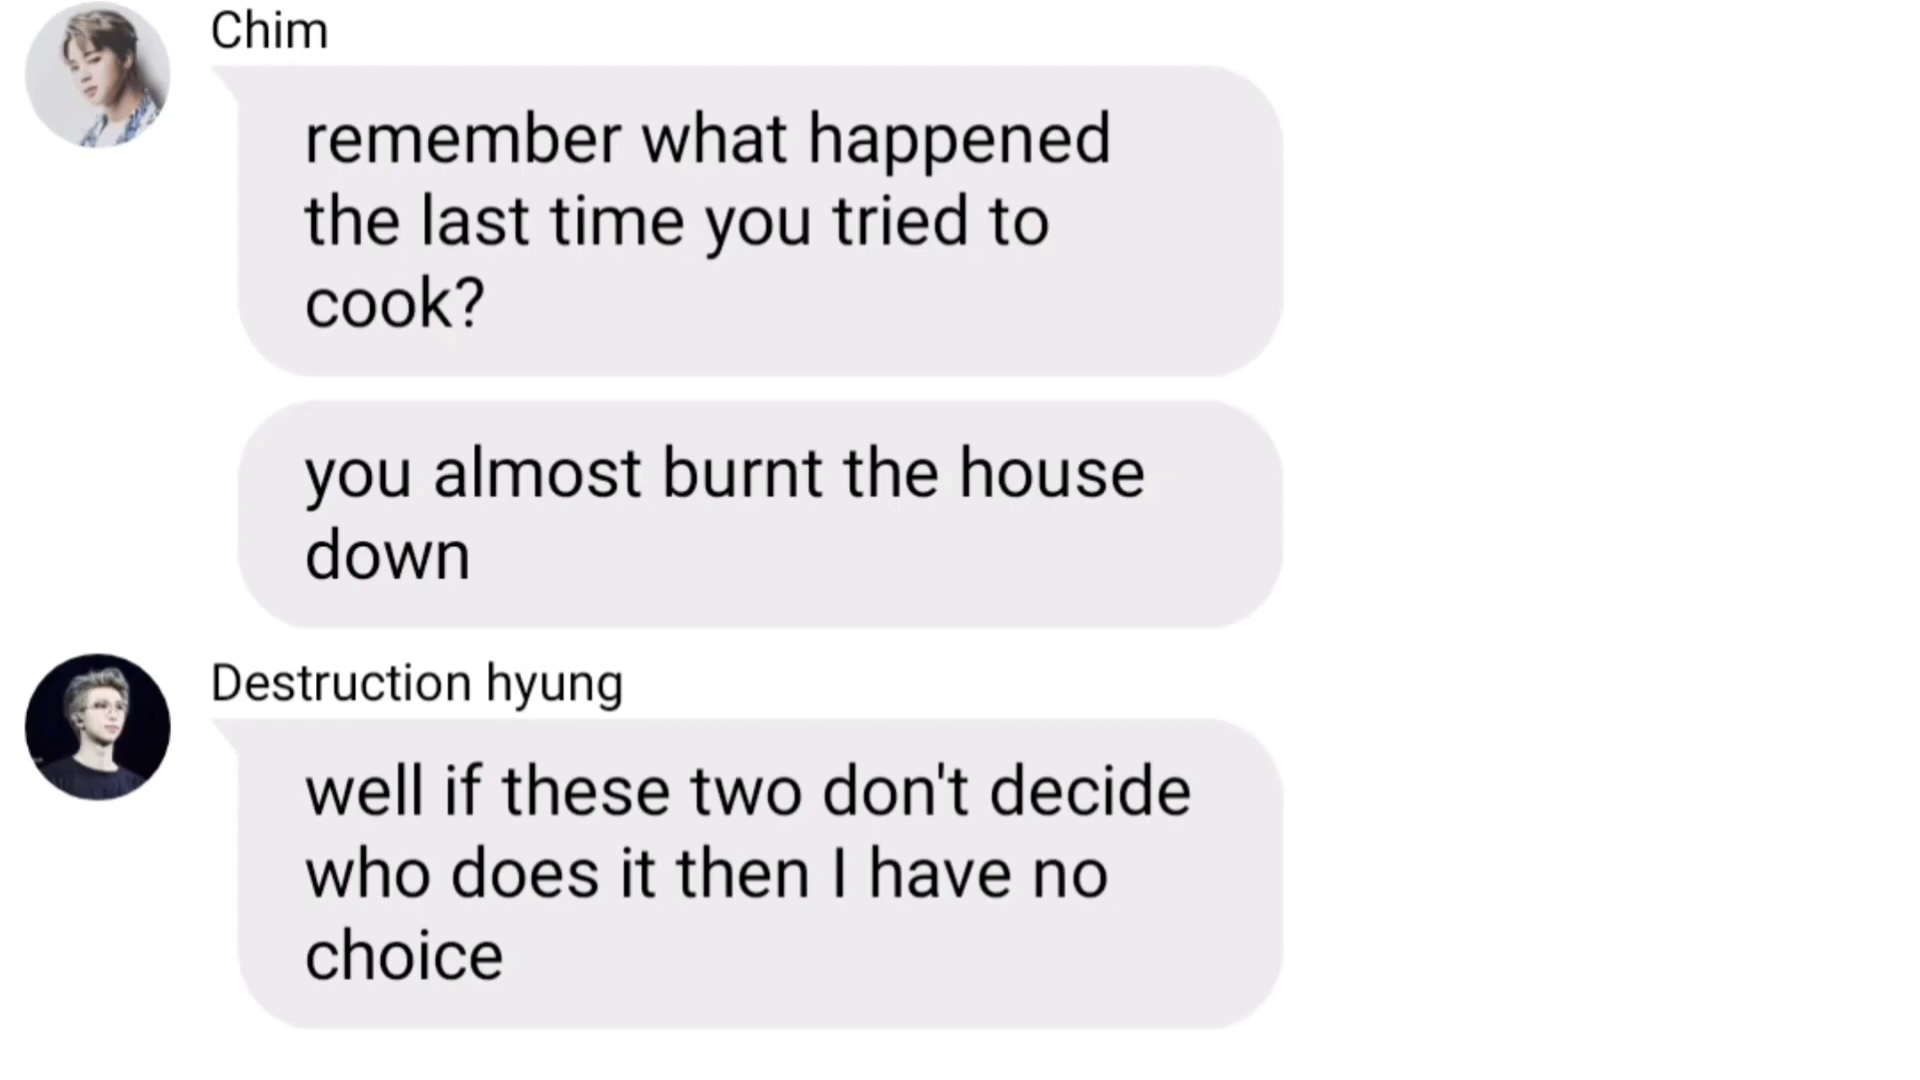 Chim
remember what happened
the last time you tried to
cook?
you almost burnt the house
down
Destruction hyung
well if these two don't decide
who does it then I have no
choice